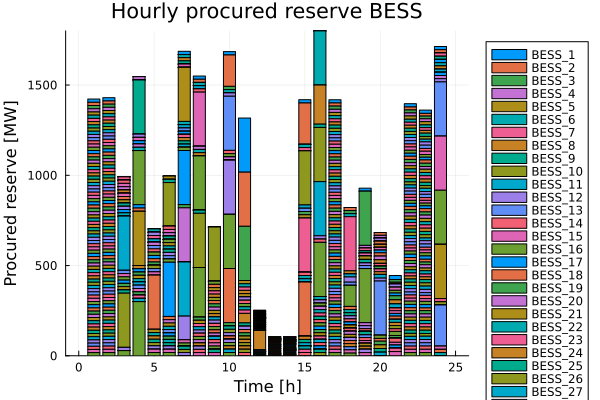 Hourly procured reserve BESS
Procured reserve [MW]
1500
1000
500
0
0
5
10
15
20
25
Time [h]
BESS_1
BESS_2
BESS_3
BESS_4
BESS_5
BESS_6
BESS_7
BESS_8
BESS_9
BESS_10
BESS_11
BESS_12
BESS_13
BESS_14
BESS_15
BESS_16
BESS_17
BESS_18
BESS_19
BESS_20
BESS_21
BESS_22
BESS_23
BESS_24
BESS_25
BESS_26
BESS_27